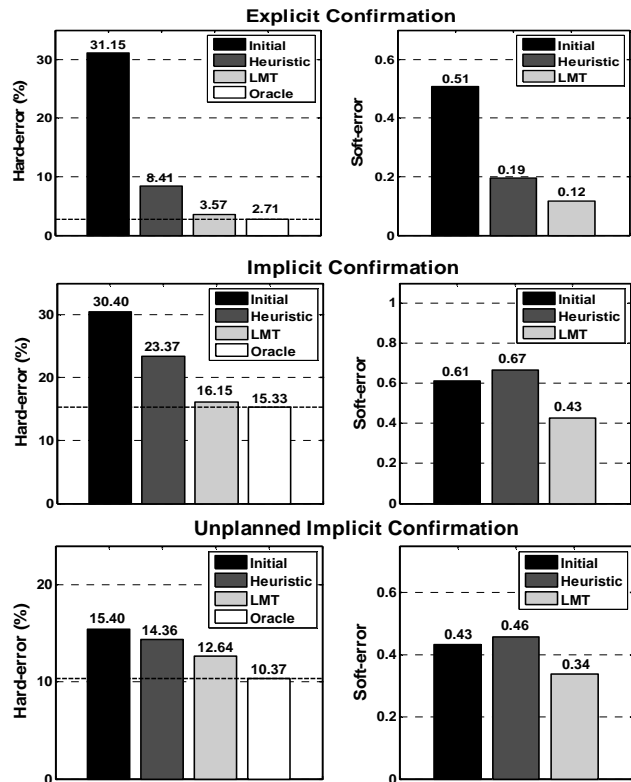 Explicit Confirmation
31.15
8.41
3.57
2.71
Initial
Heuristic
LMT
Oracle
30
20
10
0
Hard-error (%)
0.51
0.19
0.12
Initial
Heuristic
LMT
0.6
0.4
0.2
0
Soft-error
Implicit Confirmation
30.40
23.37
16.15
15.33
Initial
Heuristic
LMT
Oracle
30
20
10
0
Hard-error (%)
0.61
0.67
0.43
Initial
Heuristic
LMT
1
0.8
0.6
0.4
0.2
0
Soft-error
Unplanned Implicit Confirmation
15.40
14.36
12.64
10.37
Initial
Heuristic
LMT
Oracle
20
10
0
Hard-error (%)
0.43
0.46
0.34
Initial
Heuristic
LMT
0.6
0.4
0.2
0
Soft-error